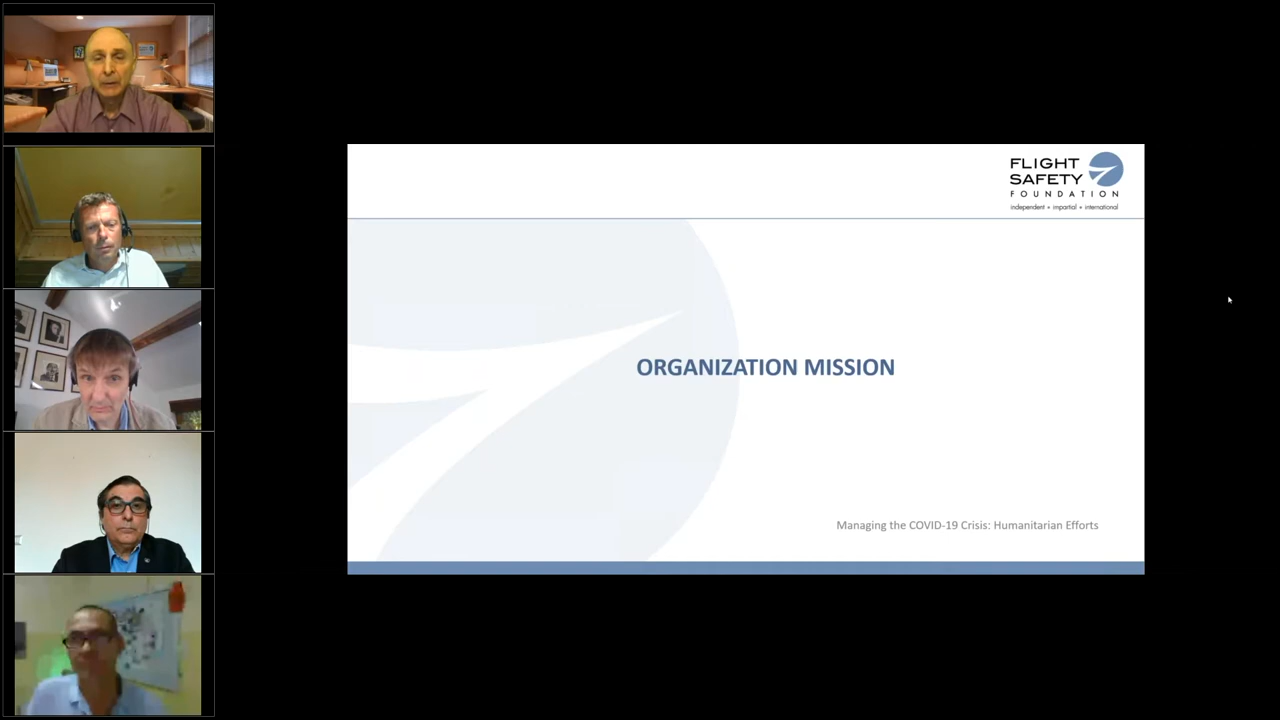 FLIGHT
SAFETY
FOUNDATION
independent • impartial • international
ORGANIZATION MISSION
Managing the COVID-19 Crisis: Humanitarian Efforts